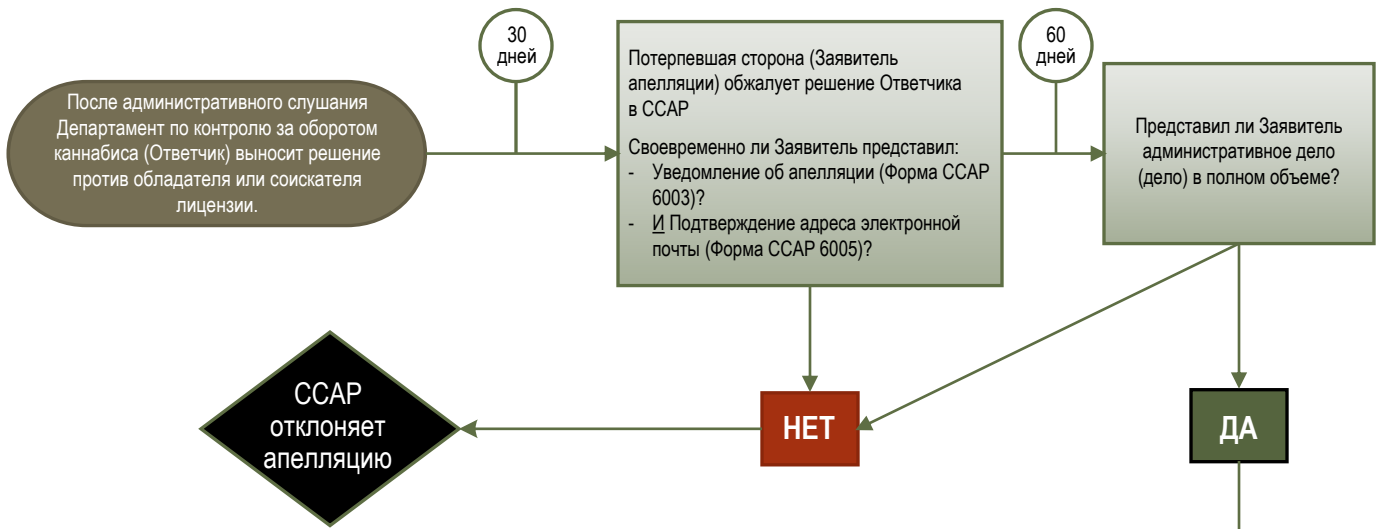 30
дней
60
дней
После административного слушания
Департамент по контролю за оборотом
каннабиса (Ответчик) выносит решение
против обладателя или соискателя
лицензии.
Потерпевшая сторона (Заявитель
апелляции) обжалует решение Ответчика
в CCAP
Своевременно ли Заявитель представил:
- Уведомление об апелляции (Форма CCAP
6003)?
- И Подтверждение адреса электронной
почты (Форма CCAP 6005)?
Представил ли Заявитель
административное дело
(дело) в полном объеме?
CCAP
отклоняет
апелляцию
НЕТ
ДА